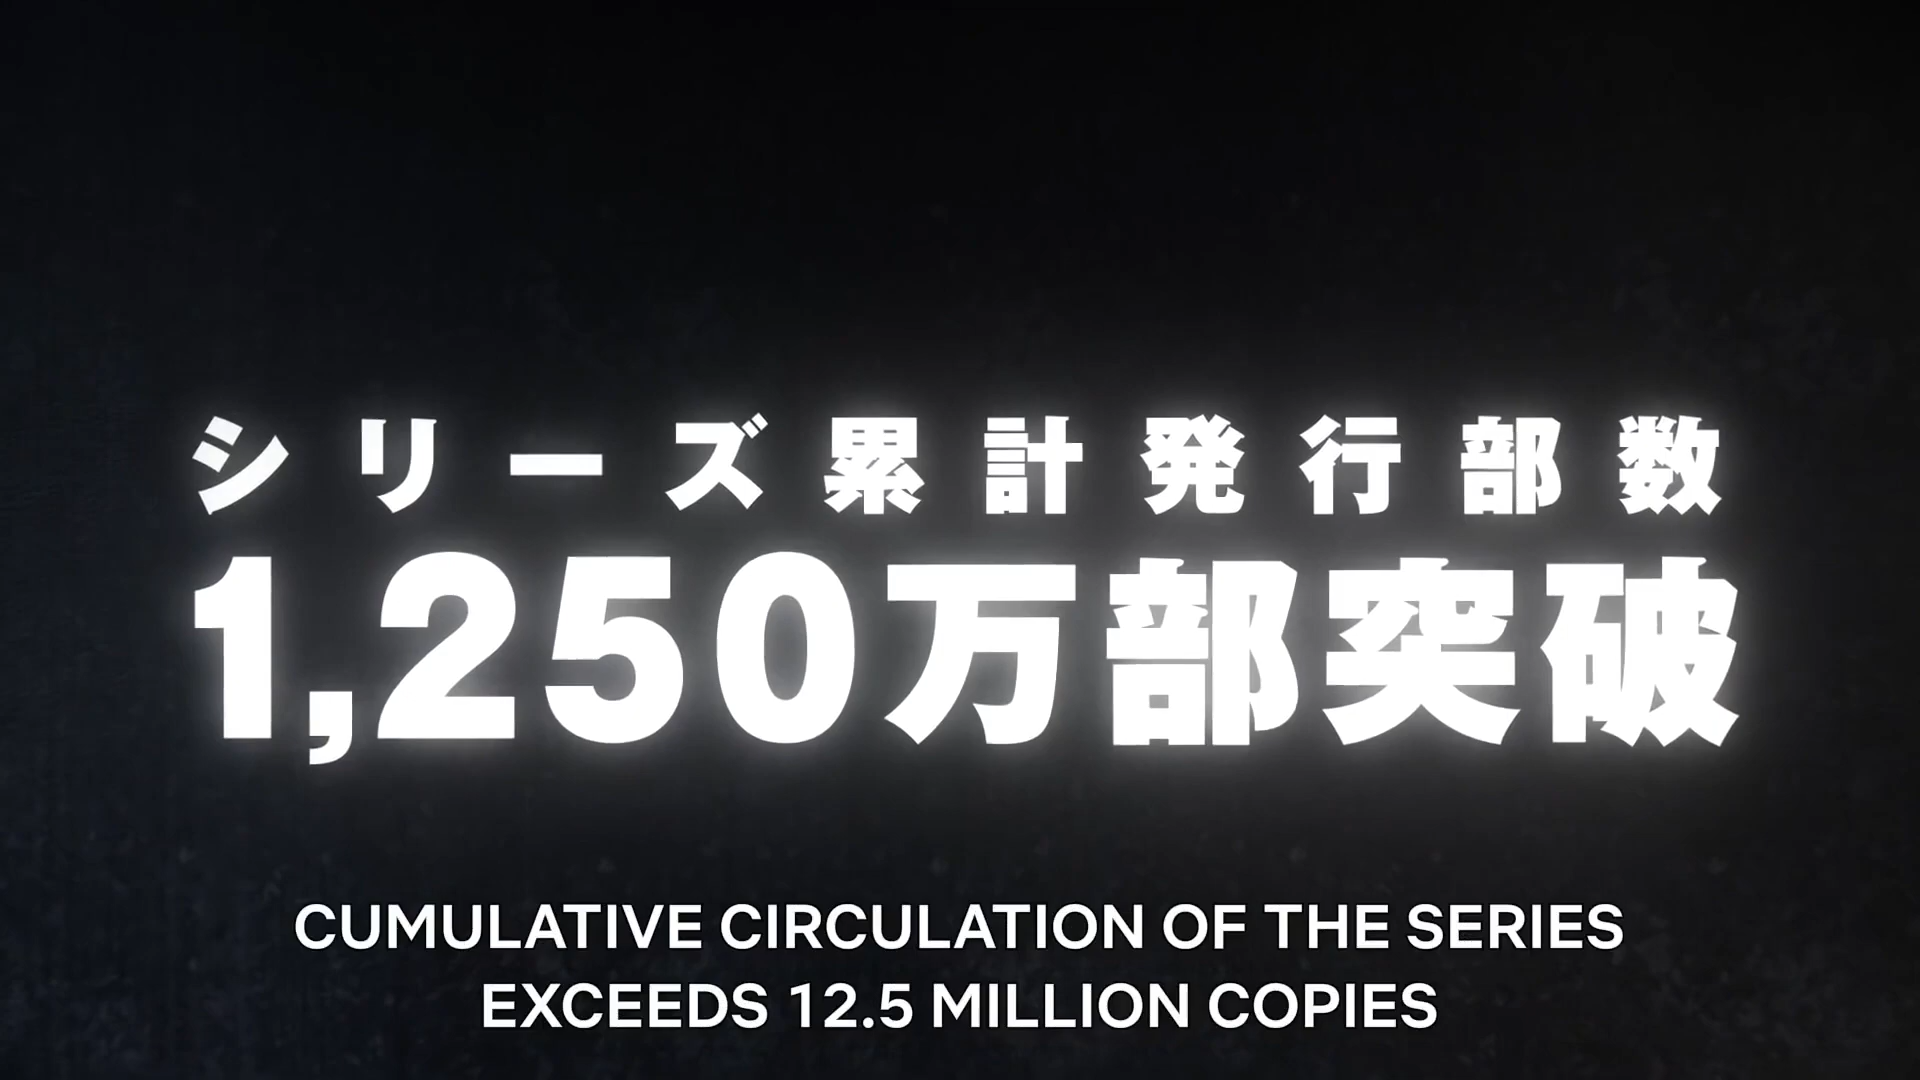 シリーズ累計発行部数
1,250万部突破
CUMULATIVE CIRCULATION OF THE SERIES
EXCEEDS 12.5 MILLION COPIES